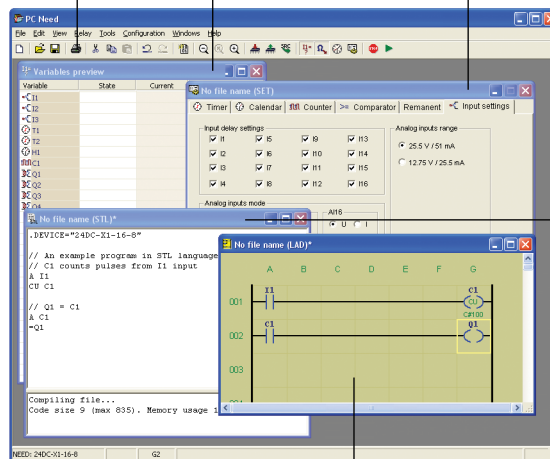 PC Need
File Edit View Relay Tools Configuration Windows Help
Variables preview
Variable State Current
I1
I2
I3
T1
T2
H1
C1
Q1
Q2
Q3
Q4
No file name (SET)
Timer Calendar Counter >= Comparator Remanent Input settings
Input delay settings
I1 I5 I9 I13
I2 I6 I10 I14
I3 I7 I11 I15
I4 I8 I12 I16
Analog inputs range
25.5 V / 51 mA
12.75 V / 25.5 mA
Analog inputs mode
AI16
U I
No file name (STL)*
.DEVICE="24DC-X1-16-8"
// An example program in STL language
// C1 counts pulses from I1 input
A I1
CU C1
// Q1 = C1
A C1
=Q1
Compiling file...
Code size 9 (max 835). Memory usage 1
No file name (LAD)*
A B C D E F G
I1 C1
001 CU
C#100
C1 Q1
002
003
NEED: 24DC-X1-16-8 G2